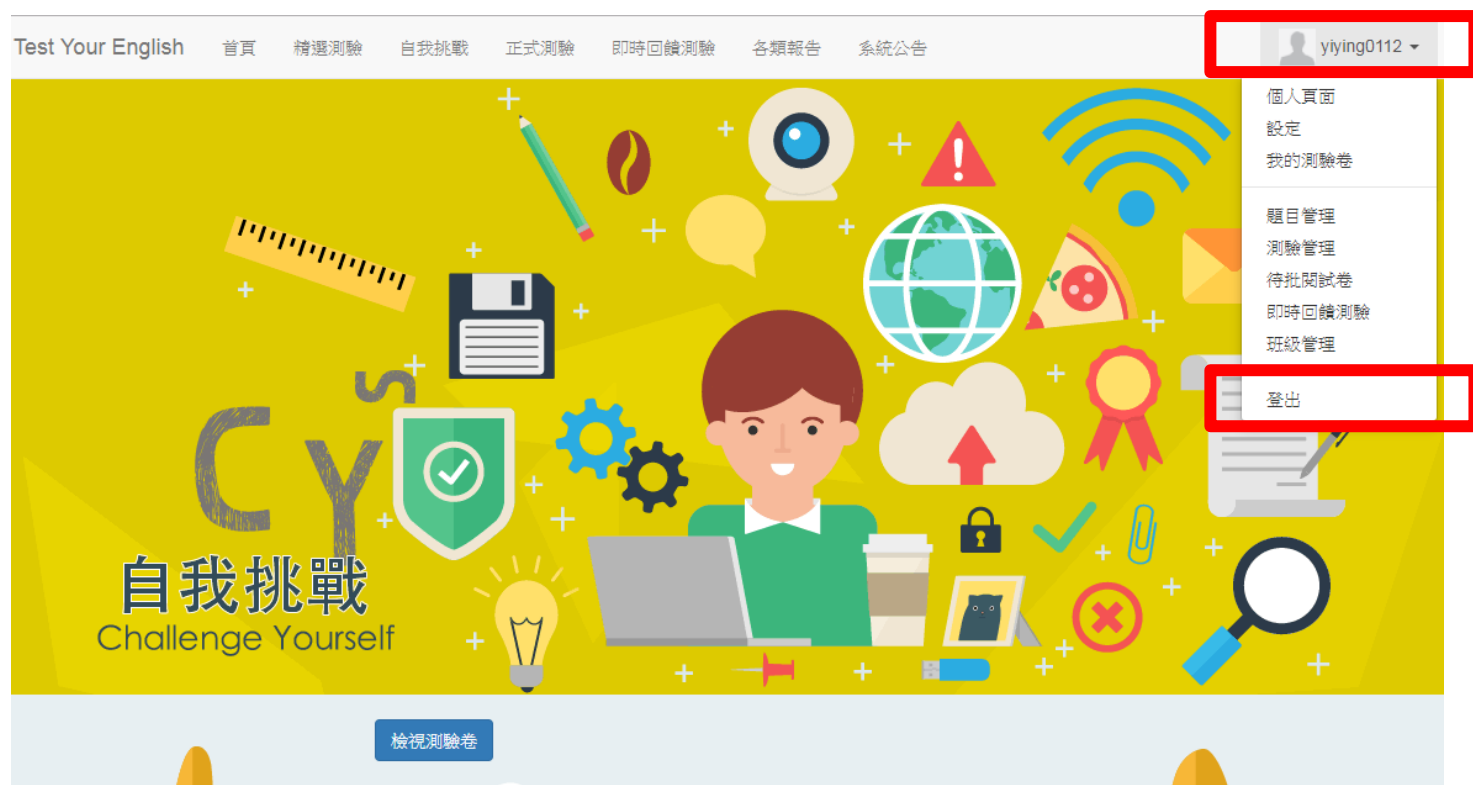 Test Your English 首頁 精選測驗 自我挑戰 正式測驗 即時回饋測驗 各類報告 系統公告 yiying0112
個人頁面
設定
我的測驗卷
題目管理
測驗管理
待批閱試卷
即時回饋測驗
班級管理
登出
自我挑戰
Challenge Yourself
檢視測驗卷